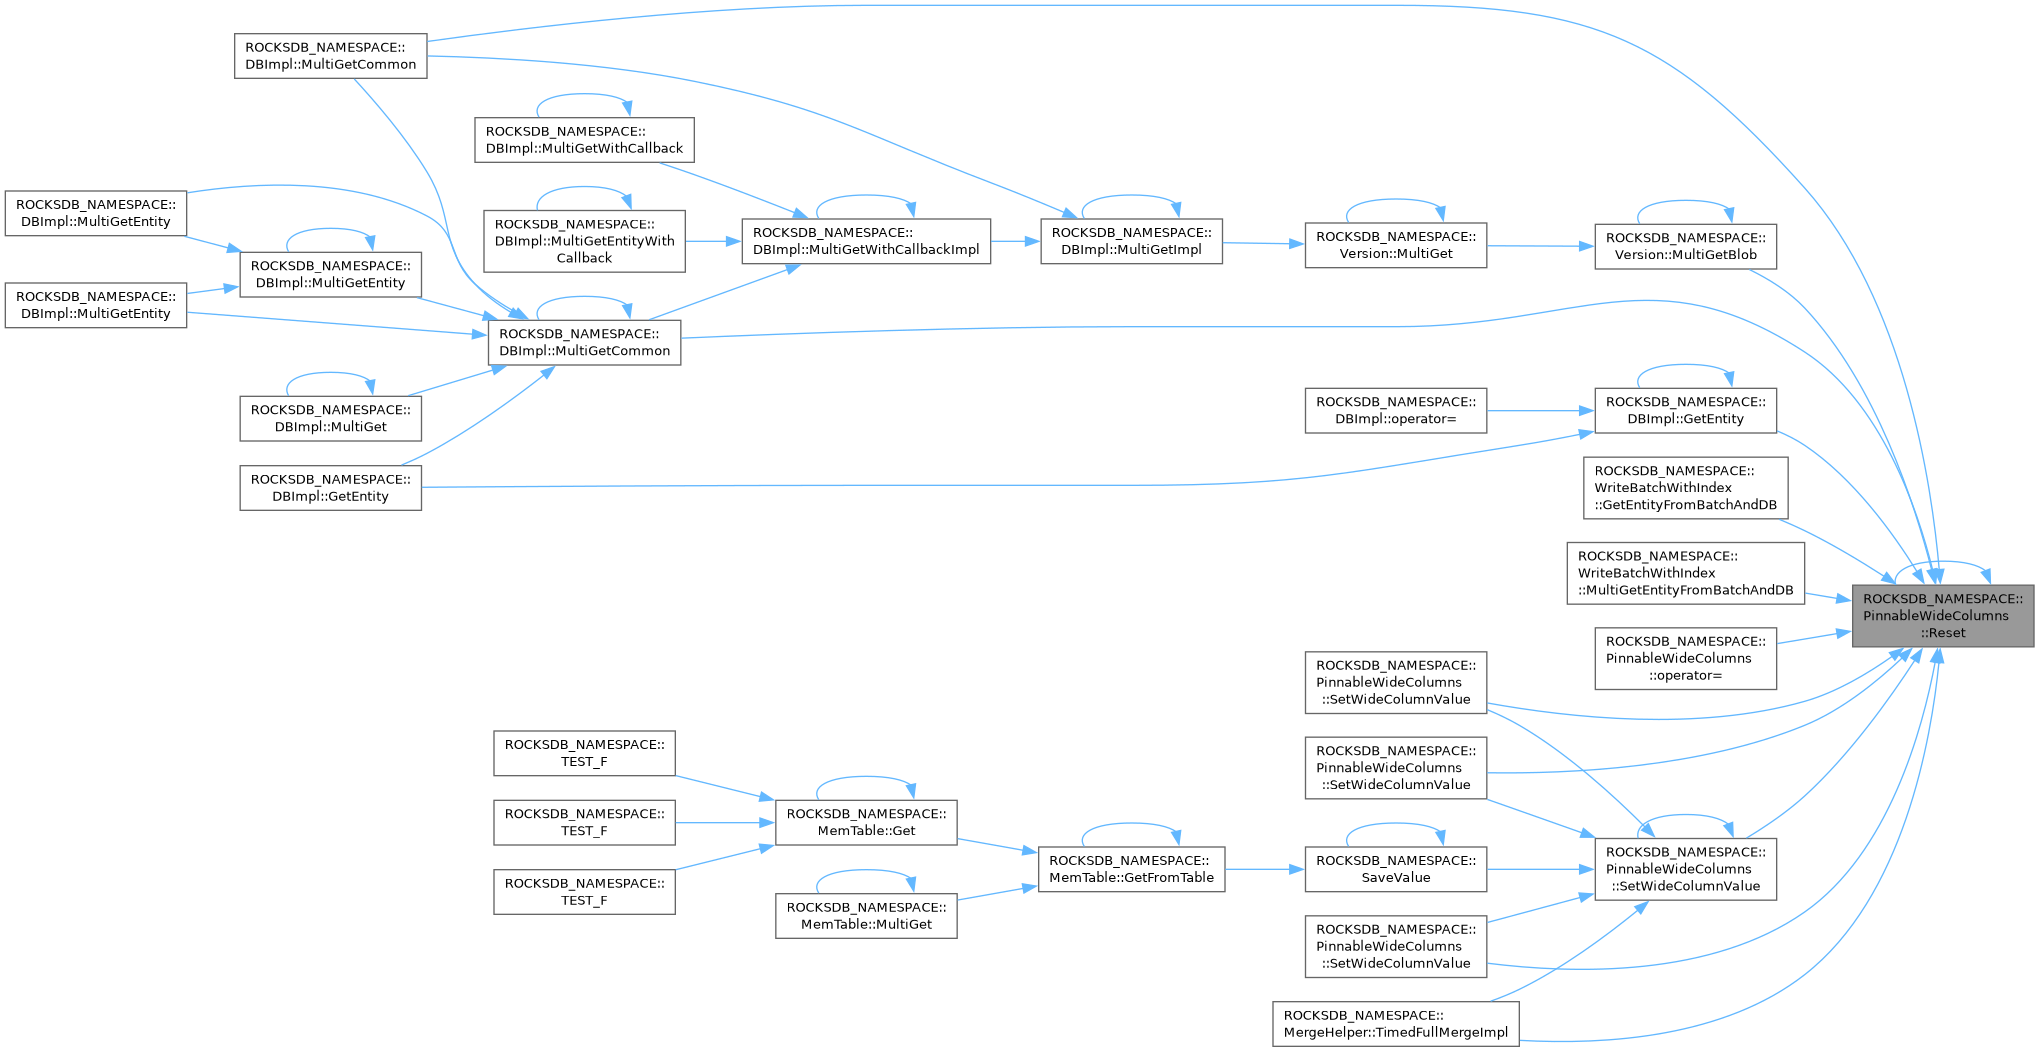 ROCKSDB_NAMESPACE::
DBImpl::MultiGetCommon
ROCKSDB_NAMESPACE::
DBImpl::MultiGetWithCallback
ROCKSDB_NAMESPACE::
DBImpl::MultiGetEntity
ROCKSDB_NAMESPACE::
DBImpl::MultiGetEntityWith
Callback
ROCKSDB_NAMESPACE::
DBImpl::MultiGetWithCallbackImpl
ROCKSDB_NAMESPACE::
DBImpl::MultiGetImpl
ROCKSDB_NAMESPACE::
Version::MultiGet
ROCKSDB_NAMESPACE::
Version::MultiGetBlob
ROCKSDB_NAMESPACE::
DBImpl::MultiGetEntity
ROCKSDB_NAMESPACE::
DBImpl::MultiGetEntity
ROCKSDB_NAMESPACE::
DBImpl::MultiGetCommon
ROCKSDB_NAMESPACE::
DBImpl::MultiGet
ROCKSDB_NAMESPACE::
DBImpl::operator=
ROCKSDB_NAMESPACE::
DBImpl::GetEntity
ROCKSDB_NAMESPACE::
DBImpl::GetEntity
ROCKSDB_NAMESPACE::
WriteBatchWithIndex
::GetEntityFromBatchAndDB
ROCKSDB_NAMESPACE::
WriteBatchWithIndex
::MultiGetEntityFromBatchAndDB
ROCKSDB_NAMESPACE::
PinnableWideColumns
::Reset
ROCKSDB_NAMESPACE::
PinnableWideColumns
::operator=
ROCKSDB_NAMESPACE::
PinnableWideColumns
::SetWideColumnValue
ROCKSDB_NAMESPACE::
TEST_F
ROCKSDB_NAMESPACE::
PinnableWideColumns
::SetWideColumnValue
ROCKSDB_NAMESPACE::
TEST_F
ROCKSDB_NAMESPACE::
MemTable::Get
ROCKSDB_NAMESPACE::
TEST_F
ROCKSDB_NAMESPACE::
MemTable::MultiGet
ROCKSDB_NAMESPACE::
MemTable::GetFromTable
ROCKSDB_NAMESPACE::
SaveValue
ROCKSDB_NAMESPACE::
PinnableWideColumns
::SetWideColumnValue
ROCKSDB_NAMESPACE::
PinnableWideColumns
::SetWideColumnValue
ROCKSDB_NAMESPACE::
MergeHelper::TimedFullMergeImpl